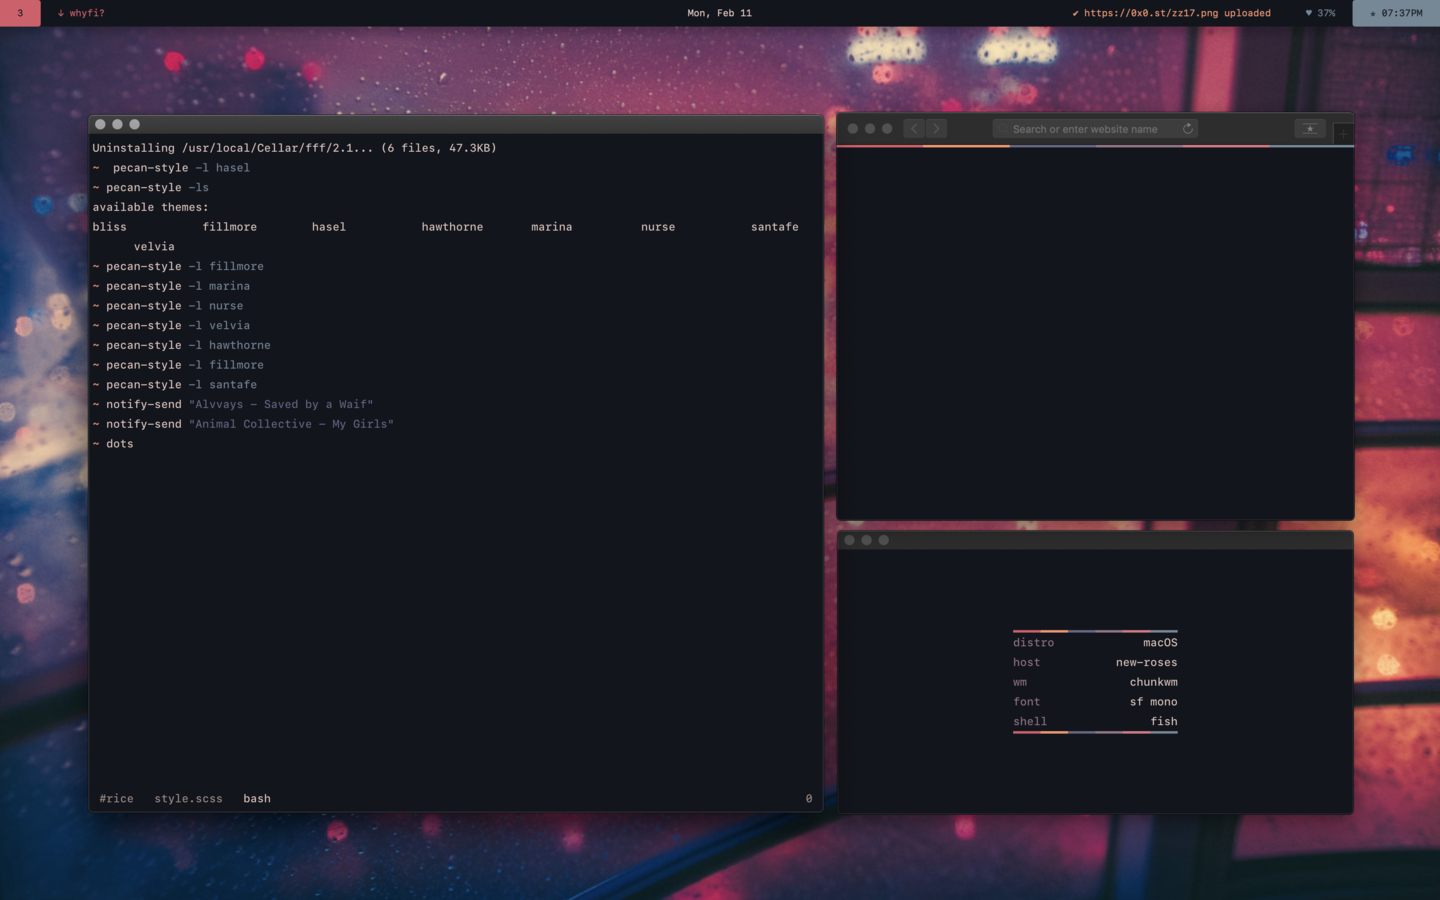 3 ↓ whyfi? Mon, Feb 11 ✔ https://0x0.st/zz17.png uploaded ♥ 37% ★ 07:37PM
Uninstalling /usr/local/Cellar/fff/2.1... (6 files, 47.3KB)
~  pecan-style -l hasel
~ pecan-style -ls
available themes:
bliss fillmore hasel hawthorne marina nurse santafe
velvia
~ pecan-style -l fillmore
~ pecan-style -l marina
~ pecan-style -l nurse
~ pecan-style -l velvia
~ pecan-style -l hawthorne
~ pecan-style -l fillmore
~ pecan-style -l santafe
~ notify-send "Alvvays - Saved by a Waif"
~ notify-send "Animal Collective - My Girls"
~ dots
#rice style.scss bash 0
Search or enter website name
distro macOS
host new-roses
wm chunkwm
font sf mono
shell fish